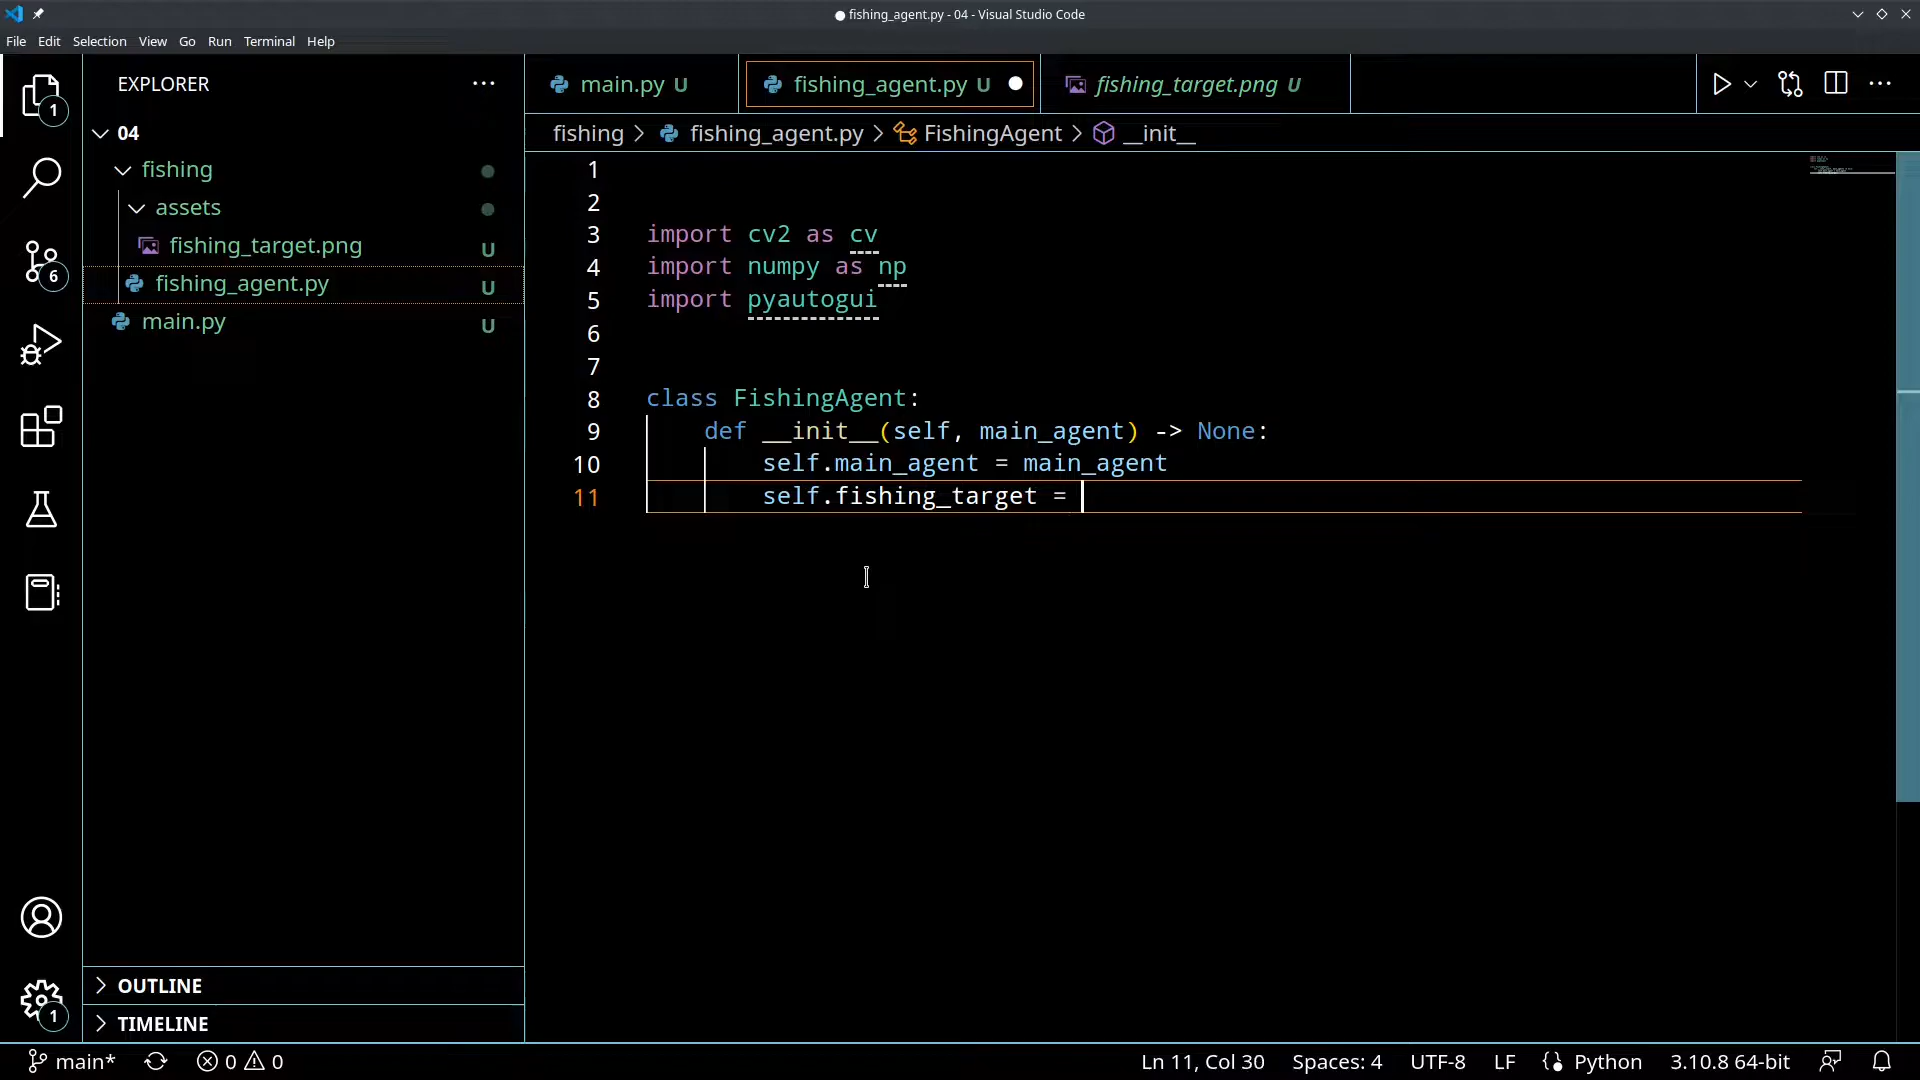 fishing_agent.py - 04 - Visual Studio Code
File Edit Selection View Go Run Terminal Help
EXPLORER
04
fishing
assets
fishing_target.png U
fishing_agent.py U
main.py U
OUTLINE
TIMELINE
1
6
1
main.py U
fishing_agent.py U
fishing_target.png U
fishing > fishing_agent.py > FishingAgent > __init__
1
2
3 import cv2 as cv
4 import numpy as np
5 import pyautogui
6
7
8 class FishingAgent:
9 def __init__(self, main_agent) -> None:
10 self.main_agent = main_agent
11 self.fishing_target =
main* 0 0 Ln 11, Col 30 Spaces: 4 UTF-8 LF Python 3.10.8 64-bit